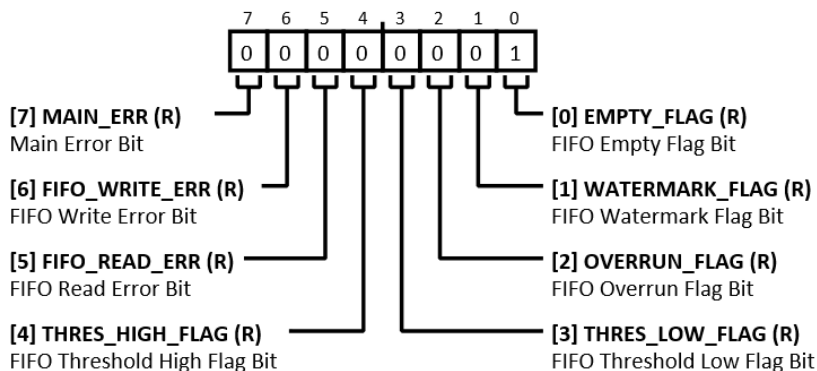 7 6 5 4 3 2 1 0
0 0 0 0 0 0 0 1
[7] MAIN_ERR (R)
Main Error Bit
[6] FIFO_WRITE_ERR (R)
FIFO Write Error Bit
[5] FIFO_READ_ERR (R)
FIFO Read Error Bit
[4] THRES_HIGH_FLAG (R)
FIFO Threshold High Flag Bit
[0] EMPTY_FLAG (R)
FIFO Empty Flag Bit
[1] WATERMARK_FLAG (R)
FIFO Watermark Flag Bit
[2] OVERRUN_FLAG (R)
FIFO Overrun Flag Bit
[3] THRES_LOW_FLAG (R)
FIFO Threshold Low Flag Bit